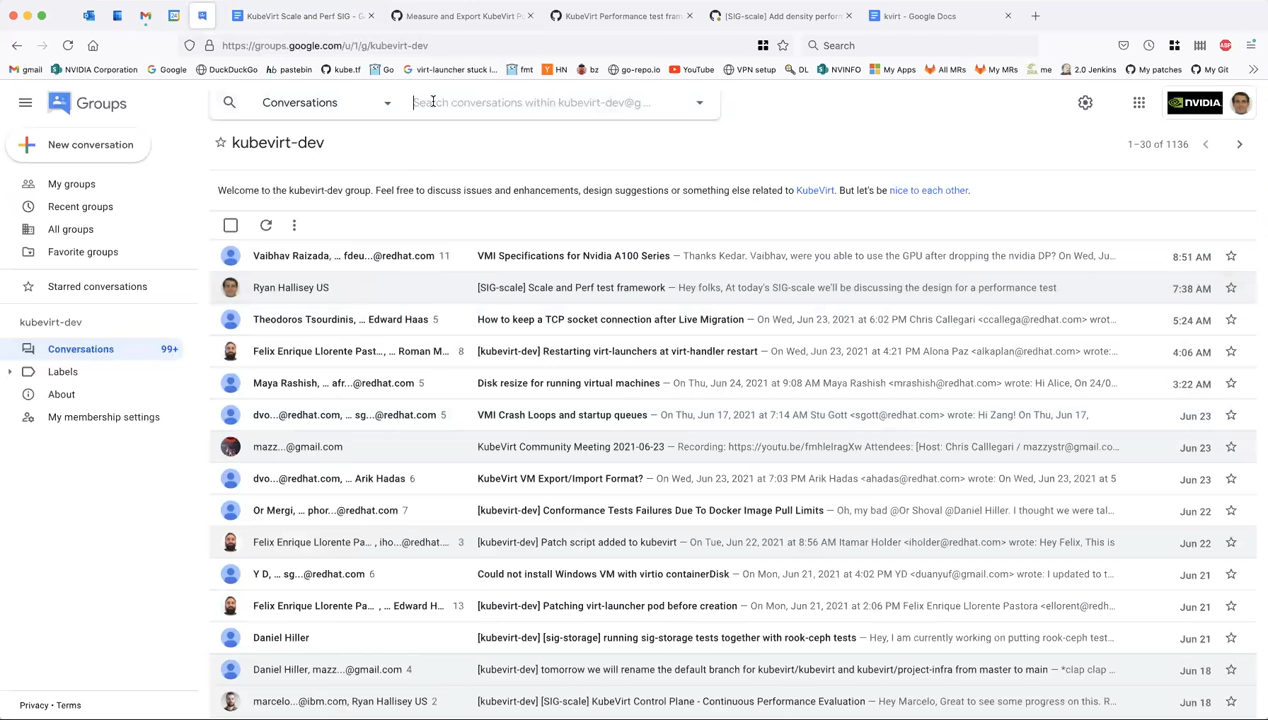 KubeVirt Scale and Perf SIG - G
Measure and Export KubeVirt P
KubeVirt Performance test fram
[SIG-scale] Add density perform
kvirt - Google Docs
https://groups.google.com/u/1/g/kubevirt-dev
Search
gmail
NVIDIA Corporation
Google
DuckDuckGo
pastebin
kube.tf
Go
virt-launcher stuck i...
fmt
HN
bz
go-repo.io
YouTube
VPN setup
DL
NVINFO
My Apps
All MRs
My MRs
me
2.0 Jenkins
My patches
My Git
Groups
Conversations
Search conversations within kubevirt-dev@g ...
NVIDIA
New conversation
My groups
Recent groups
All groups
Favorite groups
Starred conversations
kubevirt-dev
Conversations 99+
Labels
About
My membership settings
Privacy • Terms
kubevirt-dev
1–30 of 1136
Welcome to the kubevirt-dev group. Feel free to discuss issues and enhancements, design suggestions or something else related to KubeVirt. But let's be nice to each other.
Vaibhav Raizada, … fdeu...@redhat.com 11 VMI Specifications for Nvidia A100 Series — Thanks Kedar. Vaibhav, were you able to use the GPU after dropping the nvidia DP? On Wed, Ju… 8:51 AM
Ryan Hallisey US [SIG-scale] Scale and Perf test framework — Hey folks, At today's SIG-scale we'll be discussing the design for a performance test 7:38 AM
Theodoros Tsourdinis, … Edward Haas 5 How to keep a TCP socket connection after Live Migration — On Wed, Jun 23, 2021 at 6:02 PM Chris Callegari <ccallega@redhat.com> wrot… 5:24 AM
Felix Enrique Llorente Past…, … Roman M… 8 [kubevirt-dev] Restarting virt-launchers at virt-handler restart — On Wed, Jun 23, 2021 at 4:21 PM Alona Paz <alkaplan@redhat.com> wrote:… 4:06 AM
Maya Rashish, … afr...@redhat.com 5 Disk resize for running virtual machines — On Thu, Jun 24, 2021 at 9:08 AM Maya Rashish <mrashish@redhat.com> wrote: Hi Alice, On 24/0… 3:22 AM
dvo...@redhat.com, … sg...@redhat.com 5 VMI Crash Loops and startup queues — On Thu, Jun 17, 2021 at 7:14 AM Stu Gott <sgott@redhat.com> wrote: Hi Zang! On Thu, Jun 17, Jun 23
mazz...@gmail.com KubeVirt Community Meeting 2021-06-23 — Recording: https://youtu.be/fmhleIragXw Attendees: [Host: Chris Calllegari / mazzystr@gmail.co… Jun 23
dvo...@redhat.com, … Arik Hadas 6 KubeVirt VM Export/Import Format? — On Wed, Jun 23, 2021 at 7:03 PM Arik Hadas <ahadas@redhat.com> wrote: On Wed, Jun 23, 2021 at 5 Jun 23
Or Mergi, … phor...@redhat.com 7 [kubevirt-dev] Conformance Tests Failures Due To Docker Image Pull Limits — Oh, my bad @Or Shoval @Daniel Hiller. I thought we were tal… Jun 22
Felix Enrique Llorente Pa… , iho...@redhat.… 3 [kubevirt-dev] Patch script added to kubevirt — On Tue, Jun 22, 2021 at 8:56 AM Itamar Holder <iholder@redhat.com> wrote: Hey Felix, This is Jun 22
Y D, … sg...@redhat.com 6 Could not install Windows VM with virtio containerDisk — On Mon, Jun 21, 2021 at 4:02 PM YD <duanyuf@gmail.com> wrote: I updated to t… Jun 21
Felix Enrique Llorente Pa… , … Edward H… 13 [kubevirt-dev] Patching virt-launcher pod before creation — On Mon, Jun 21, 2021 at 2:06 PM Felix Enrique Llorente Pastora <ellorent@redh… Jun 21
Daniel Hiller [kubevirt-dev] [sig-storage] running sig-storage tests together with rook-ceph tests — Hey, I am currently working on putting rook-ceph test… Jun 21
Daniel Hiller, mazz...@gmail.com 4 [kubevirt-dev] tomorrow we will rename the default branch for kubevirt/kubevirt and kubevirt/project-infra from master to main — *clap clap … Jun 18
marcelo...@ibm.com, Ryan Hallisey US 2 [kubevirt-dev] [SIG-scale] KubeVirt Control Plane - Continuous Performance Evaluation — Hey Marcelo, Great to see some progress on this. R… Jun 18